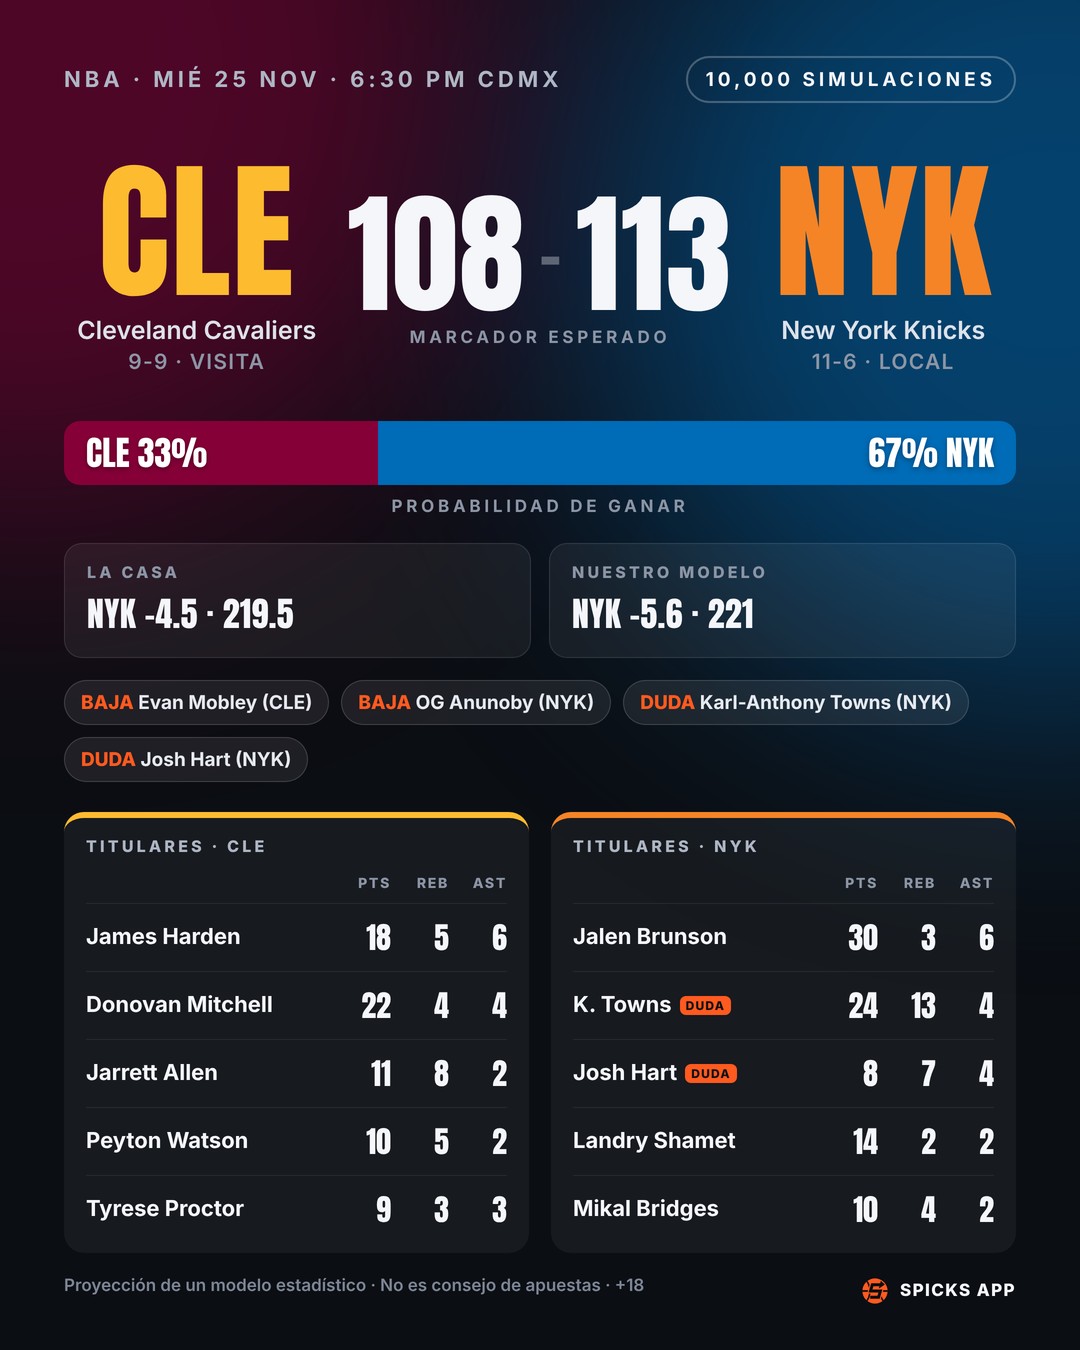 NBA · MIÉ 25 NOV · 6:30 PM CDMX
10,000 SIMULACIONES
CLE
108 - 113
NYK
Cleveland Cavaliers
9-9 · VISITA
MARCADOR ESPERADO
New York Knicks
11-6 · LOCAL
CLE 33%
67% NYK
PROBABILIDAD DE GANAR
LA CASA
NYK -4.5 · 219.5
NUESTRO MODELO
NYK -5.6 · 221
BAJA Evan Mobley (CLE)
BAJA OG Anunoby (NYK)
DUDA Karl-Anthony Towns (NYK)
DUDA Josh Hart (NYK)
TITULARES · CLE
PTS REB AST
James Harden 18 5 6
Donovan Mitchell 22 4 4
Jarrett Allen 11 8 2
Peyton Watson 10 5 2
Tyrese Proctor 9 3 3
TITULARES · NYK
PTS REB AST
Jalen Brunson 30 3 6
K. Towns DUDA 24 13 4
Josh Hart DUDA 8 7 4
Landry Shamet 14 2 2
Mikal Bridges 10 4 2
Proyección de un modelo estadístico · No es consejo de apuestas · +18
SPICKS APP